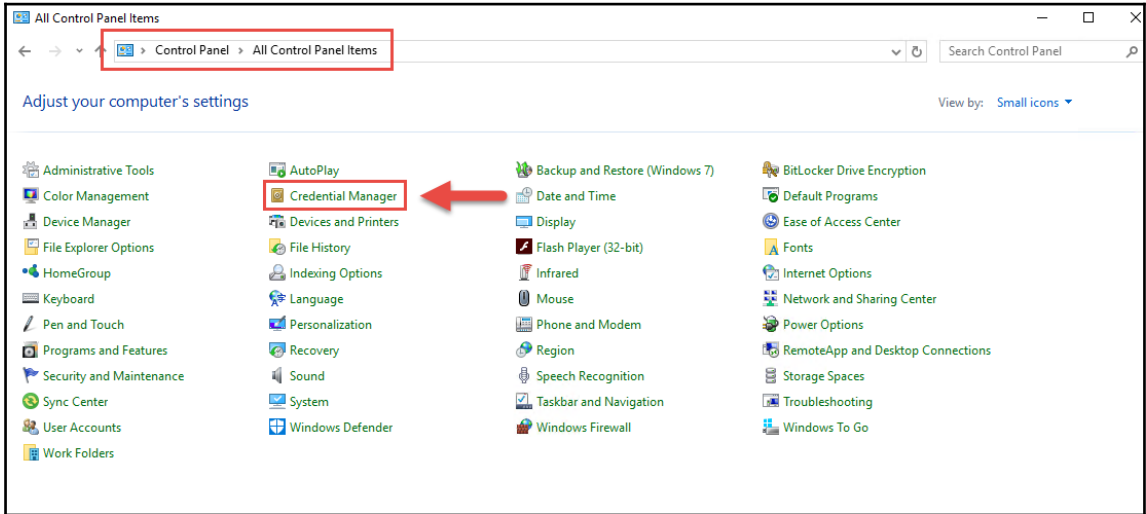 All Control Panel Items
Control Panel > All Control Panel Items
Search Control Panel
Adjust your computer's settings
View by: Small icons
Administrative Tools AutoPlay Backup and Restore (Windows 7) BitLocker Drive Encryption
Color Management Credential Manager Date and Time Default Programs
Device Manager Devices and Printers Display Ease of Access Center
File Explorer Options File History Flash Player (32-bit) Fonts
HomeGroup Indexing Options Infrared Internet Options
Keyboard Language Mouse Network and Sharing Center
Pen and Touch Personalization Phone and Modem Power Options
Programs and Features Recovery Region RemoteApp and Desktop Connections
Security and Maintenance Sound Speech Recognition Storage Spaces
Sync Center System Taskbar and Navigation Troubleshooting
User Accounts Windows Defender Windows Firewall Windows To Go
Work Folders